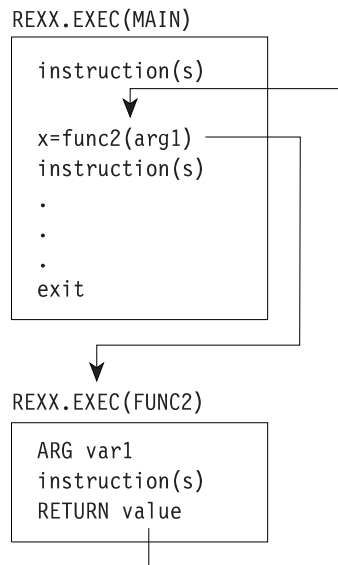 REXX.EXEC(MAIN)
instruction(s)
x=func2(arg1)
instruction(s)
.
.
.
exit
REXX.EXEC(FUNC2)
ARG var1
instruction(s)
RETURN value